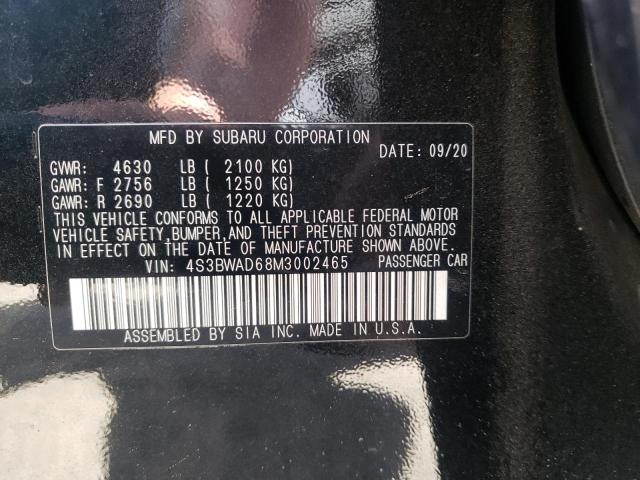 MFD BY SUBARU CORPORATION
DATE: 09/20
GVWR: 4630 LB ( 2100 KG)
GAWR: F 2756 LB ( 1250 KG)
GAWR: R 2690 LB ( 1220 KG)
THIS VEHICLE CONFORMS TO ALL APPLICABLE FEDERAL MOTOR
VEHICLE SAFETY,BUMPER,AND THEFT PREVENTION STANDARDS
IN EFFECT ON THE DATE OF MANUFACTURE SHOWN ABOVE.
VIN: 4S3BWAD68M3002465 PASSENGER CAR
ASSEMBLED BY SIA INC. MADE IN U.S.A.